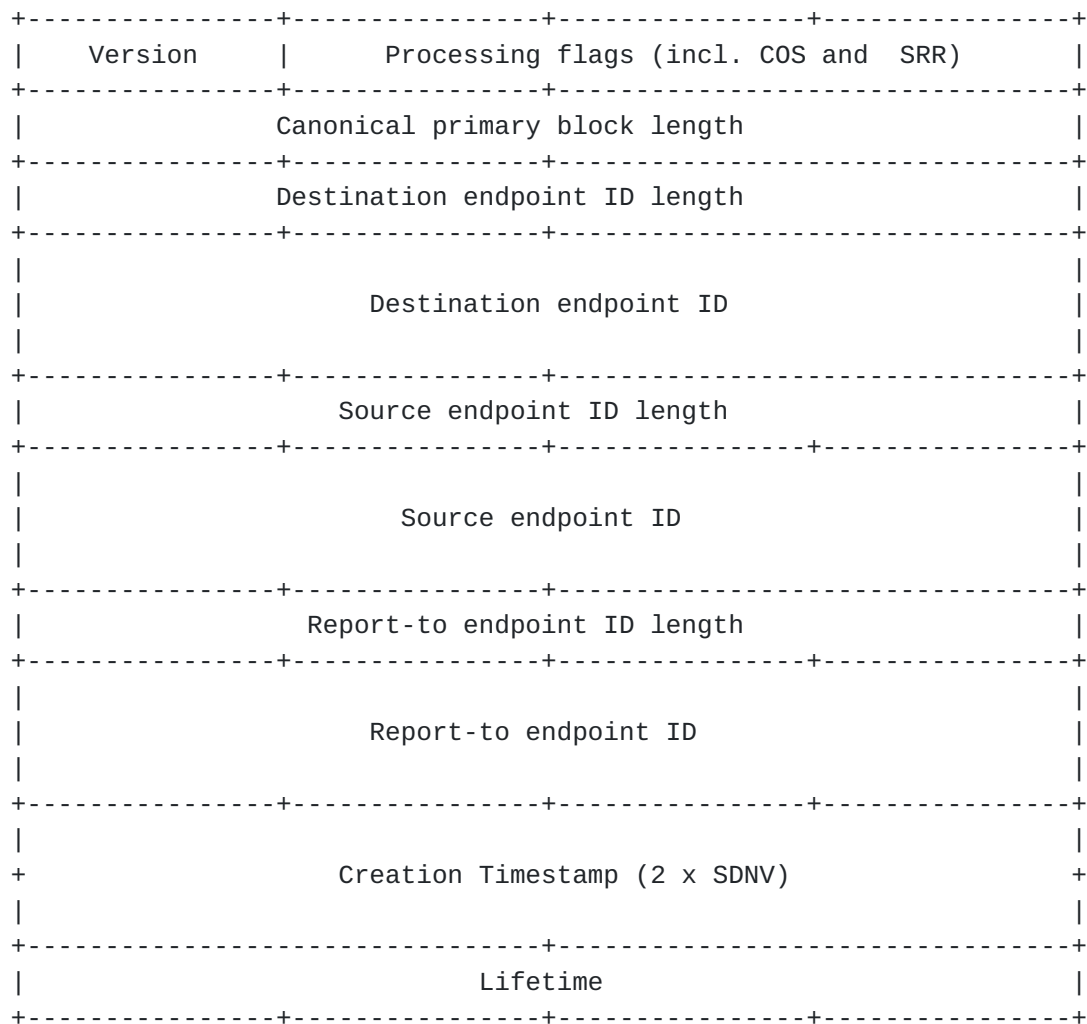 Version | Processing flags (incl. COS and SRR)
Canonical primary block length
Destination endpoint ID length
Destination endpoint ID
Source endpoint ID length
Source endpoint ID
Report-to endpoint ID length
Report-to endpoint ID
Creation Timestamp (2 x SDNV)
Lifetime